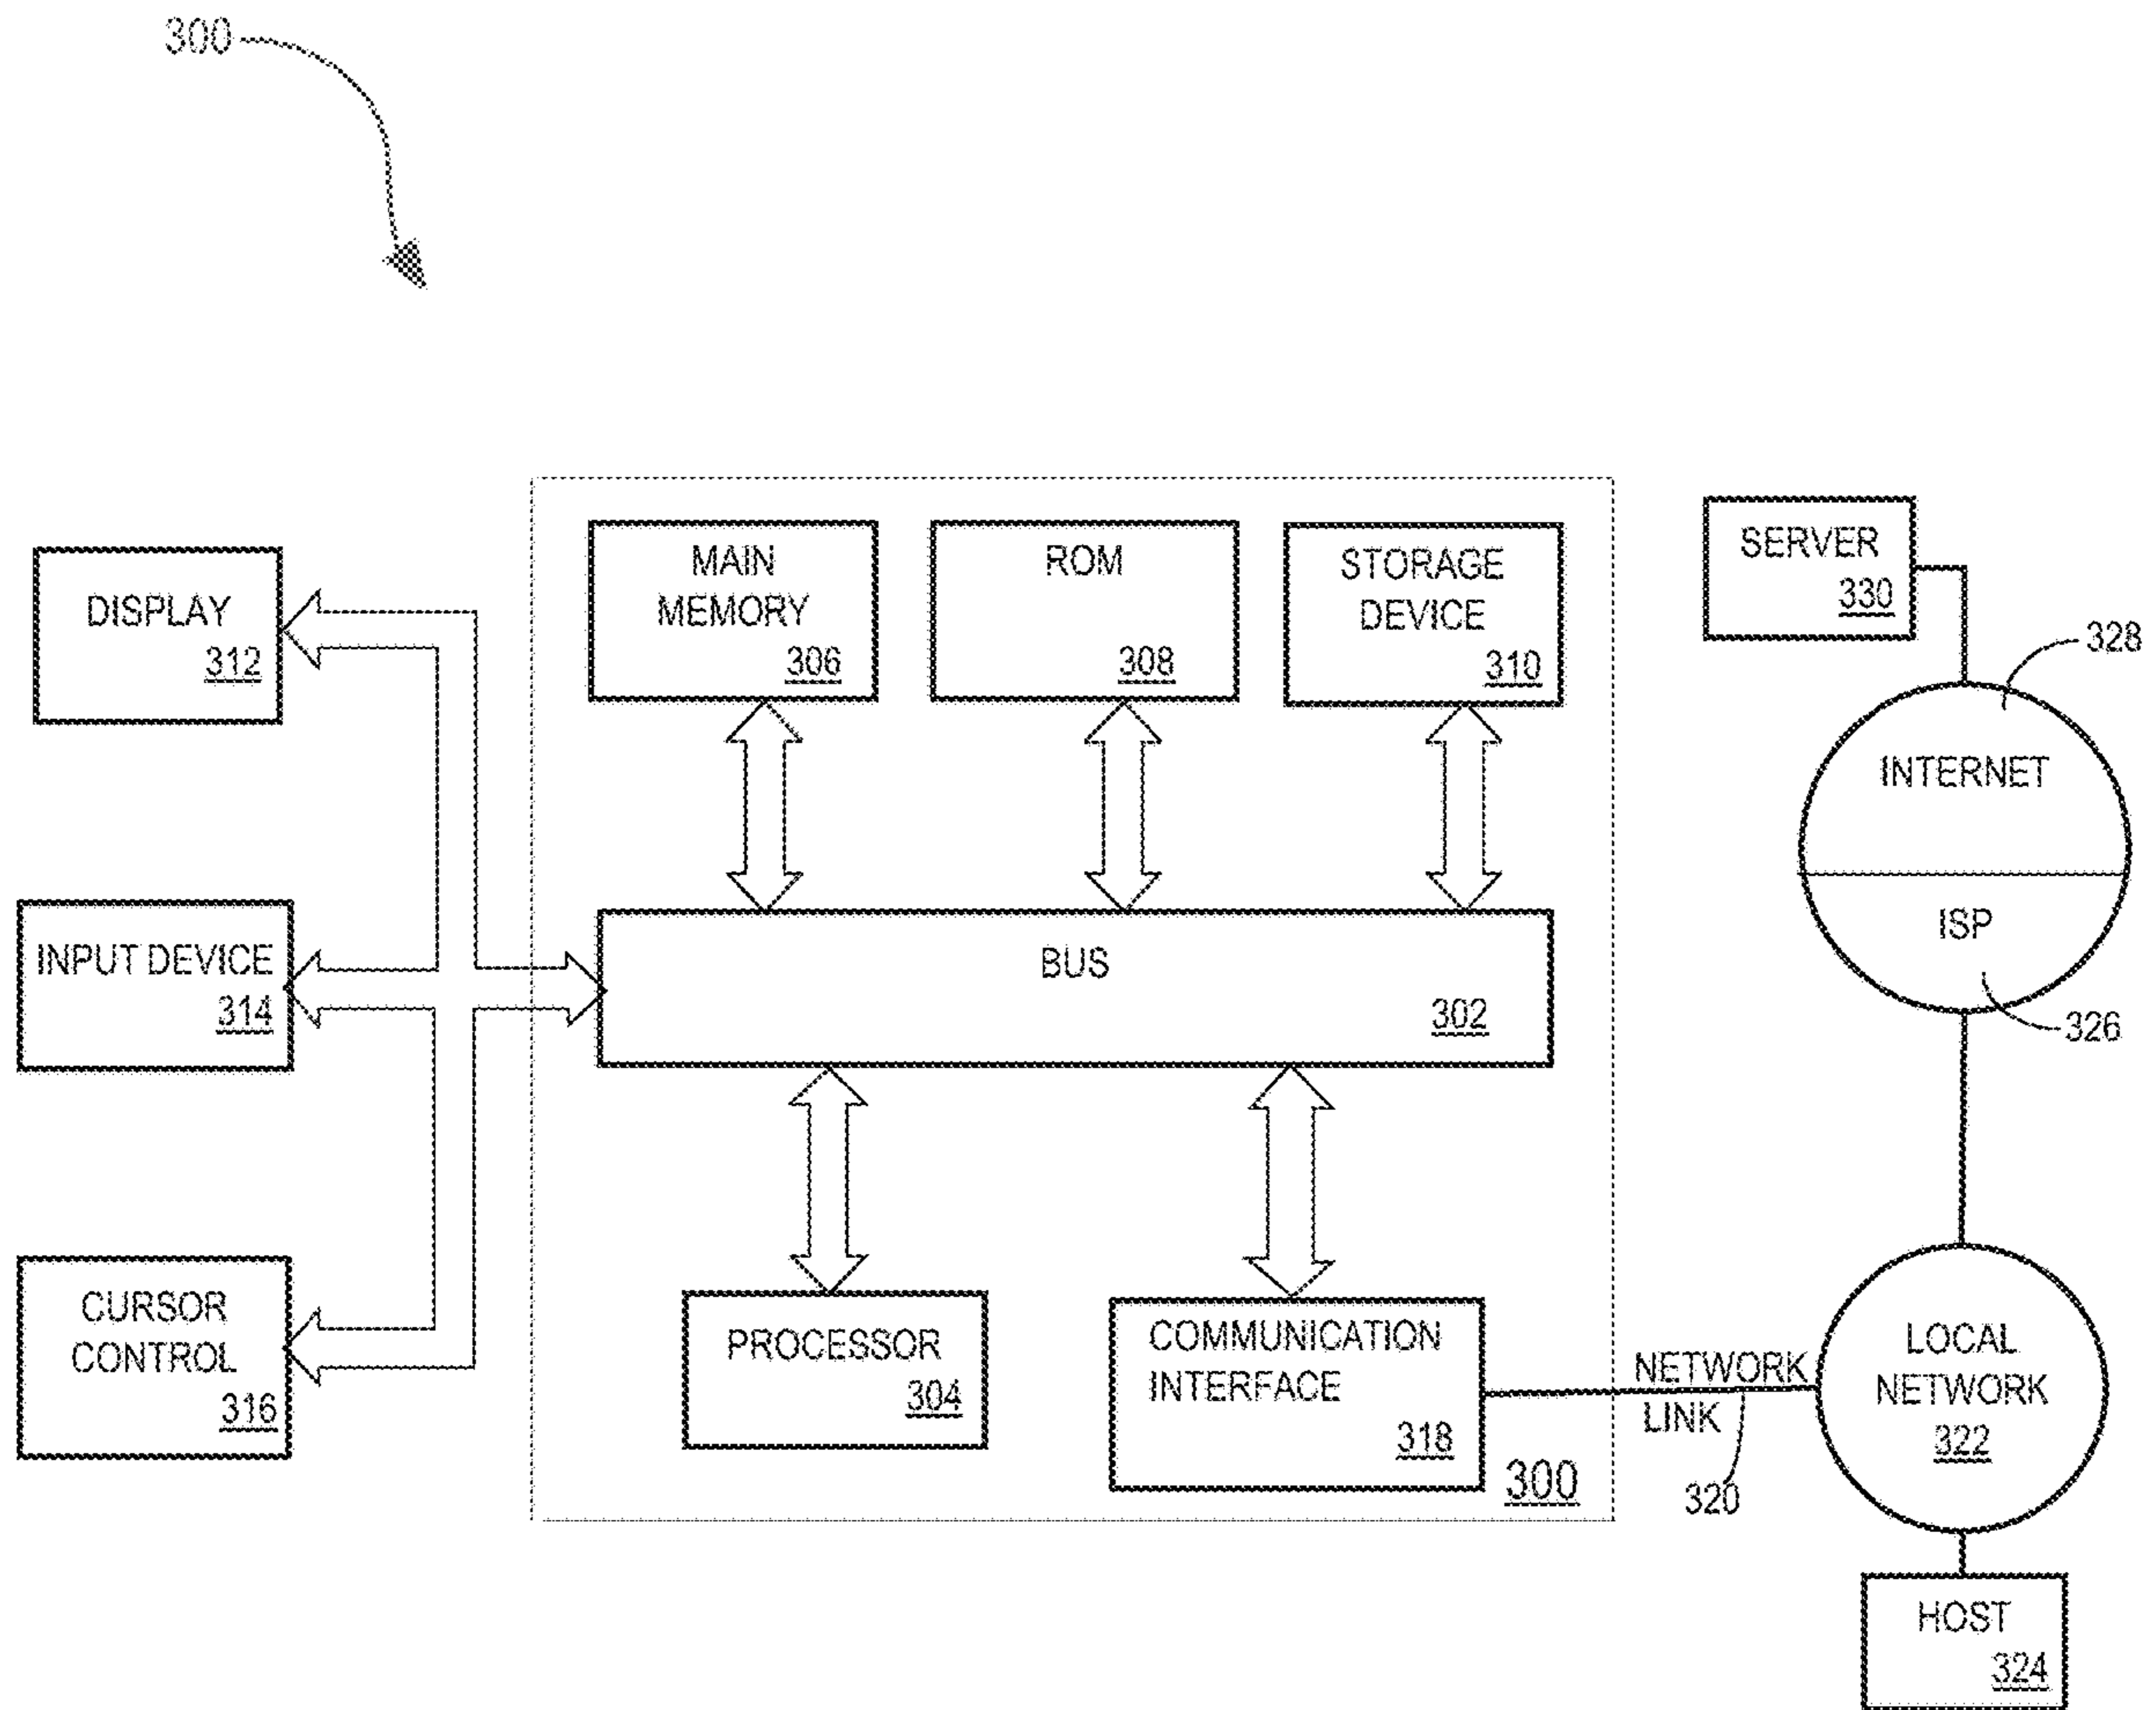 300
MAIN
MEMORY
306
ROM
308
STORAGE
DEVICE
310
SERVER
330
DISPLAY
312
328
INTERNET
INPUT DEVICE
314
BUS
302
ISP
326
CURSOR
CONTROL
316
PROCESSOR
304
COMMUNICATION
INTERFACE
318
300
NETWORK
LINK
320
LOCAL
NETWORK
322
HOST
324